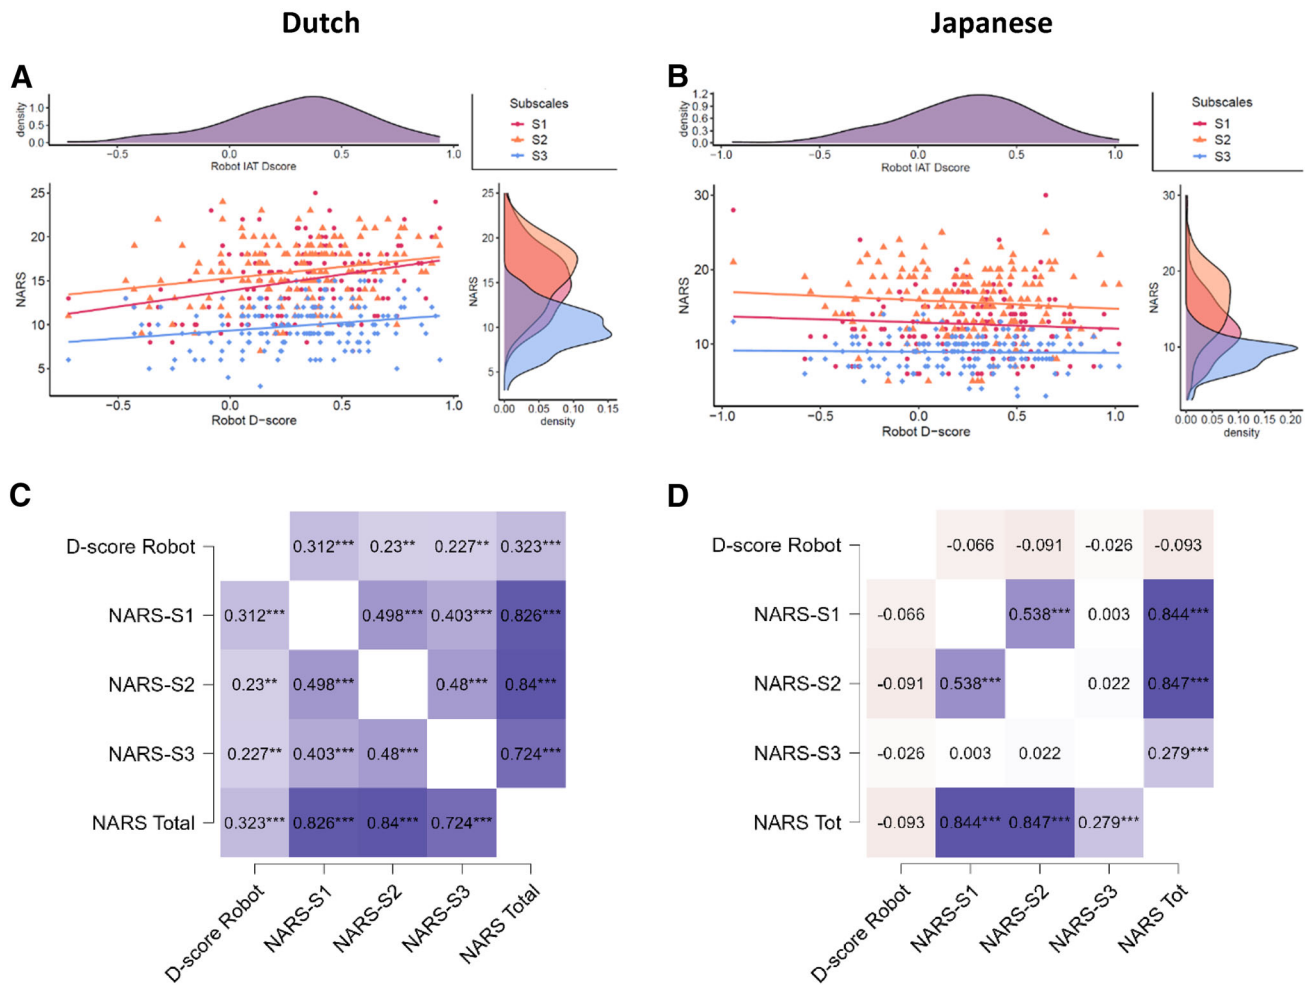 Dutch
Japanese
A
density
1.0
0.5
0.0
−0.5
0.0
0.5
1.0
Robot IAT Dscore
Subscales
S1
S2
S3
NARS
25
20
15
10
5
−0.5
0.0
0.5
1.0
Robot D−score
NARS
25
20
15
10
5
0.00
0.05
0.10
0.15
density
B
density
1.2
0.9
0.6
0.3
0.0
−1.0
−0.5
0.0
0.5
1.0
Robot IAT Dscore
Subscales
S1
S2
S3
NARS
30
20
10
−1.0
−0.5
0.0
0.5
1.0
Robot D−score
NARS
30
20
10
0.00 0.05 0.10 0.15 0.20
density
C
D-score Robot 0.312*** 0.23** 0.227** 0.323***
NARS-S1 0.312*** 0.498*** 0.403*** 0.826***
NARS-S2 0.23** 0.498*** 0.48*** 0.84***
NARS-S3 0.227** 0.403*** 0.48*** 0.724***
NARS Total 0.323*** 0.826*** 0.84*** 0.724***
D-score Robot
NARS-S1
NARS-S2
NARS-S3
NARS Total
D
D-score Robot -0.066 -0.091 -0.026 -0.093
NARS-S1 -0.066 0.538*** 0.003 0.844***
NARS-S2 -0.091 0.538*** 0.022 0.847***
NARS-S3 -0.026 0.003 0.022 0.279***
NARS Tot -0.093 0.844*** 0.847*** 0.279***
D-score Robot
NARS-S1
NARS-S2
NARS-S3
NARS Tot